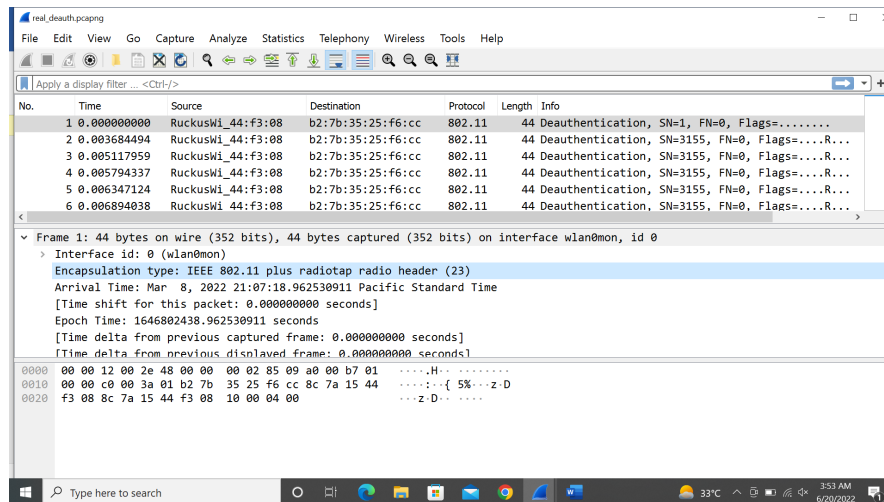 real_deauth.pcapng
File Edit View Go Capture Analyze Statistics Telephony Wireless Tools Help
Apply a display filter ... <Ctrl-/>
No. Time Source Destination Protocol Length Info
1 0.000000000 RuckusWi_44:f3:08 b2:7b:35:25:f6:cc 802.11 44 Deauthentication, SN=1, FN=0, Flags=........
2 0.003684494 RuckusWi_44:f3:08 b2:7b:35:25:f6:cc 802.11 44 Deauthentication, SN=3155, FN=0, Flags=....R...
3 0.005117959 RuckusWi_44:f3:08 b2:7b:35:25:f6:cc 802.11 44 Deauthentication, SN=3155, FN=0, Flags=....R...
4 0.005794337 RuckusWi_44:f3:08 b2:7b:35:25:f6:cc 802.11 44 Deauthentication, SN=3155, FN=0, Flags=....R...
5 0.006347124 RuckusWi_44:f3:08 b2:7b:35:25:f6:cc 802.11 44 Deauthentication, SN=3155, FN=0, Flags=....R...
6 0.006894038 RuckusWi_44:f3:08 b2:7b:35:25:f6:cc 802.11 44 Deauthentication, SN=3155, FN=0, Flags=....R...
Frame 1: 44 bytes on wire (352 bits), 44 bytes captured (352 bits) on interface wlan0mon, id 0
Interface id: 0 (wlan0mon)
Encapsulation type: IEEE 802.11 plus radiotap radio header (23)
Arrival Time: Mar  8, 2022 21:07:18.962530911 Pacific Standard Time
[Time shift for this packet: 0.000000000 seconds]
Epoch Time: 1646802438.962530911 seconds
[Time delta from previous captured frame: 0.000000000 seconds]
[Time delta from previous displayed frame: 0.000000000 seconds]
0000 00 00 12 00 2e 48 00 00 00 02 85 09 a0 00 b7 01 ·····.H·· ········
0010 00 00 c0 00 3a 01 b2 7b 35 25 f6 cc 8c 7a 15 44 ····:··{ 5%···z·D
0020 f3 08 8c 7a 15 44 f3 08 10 00 04 00 ···z·D·· ····
Type here to search
33°C
3:53 AM
6/20/2022